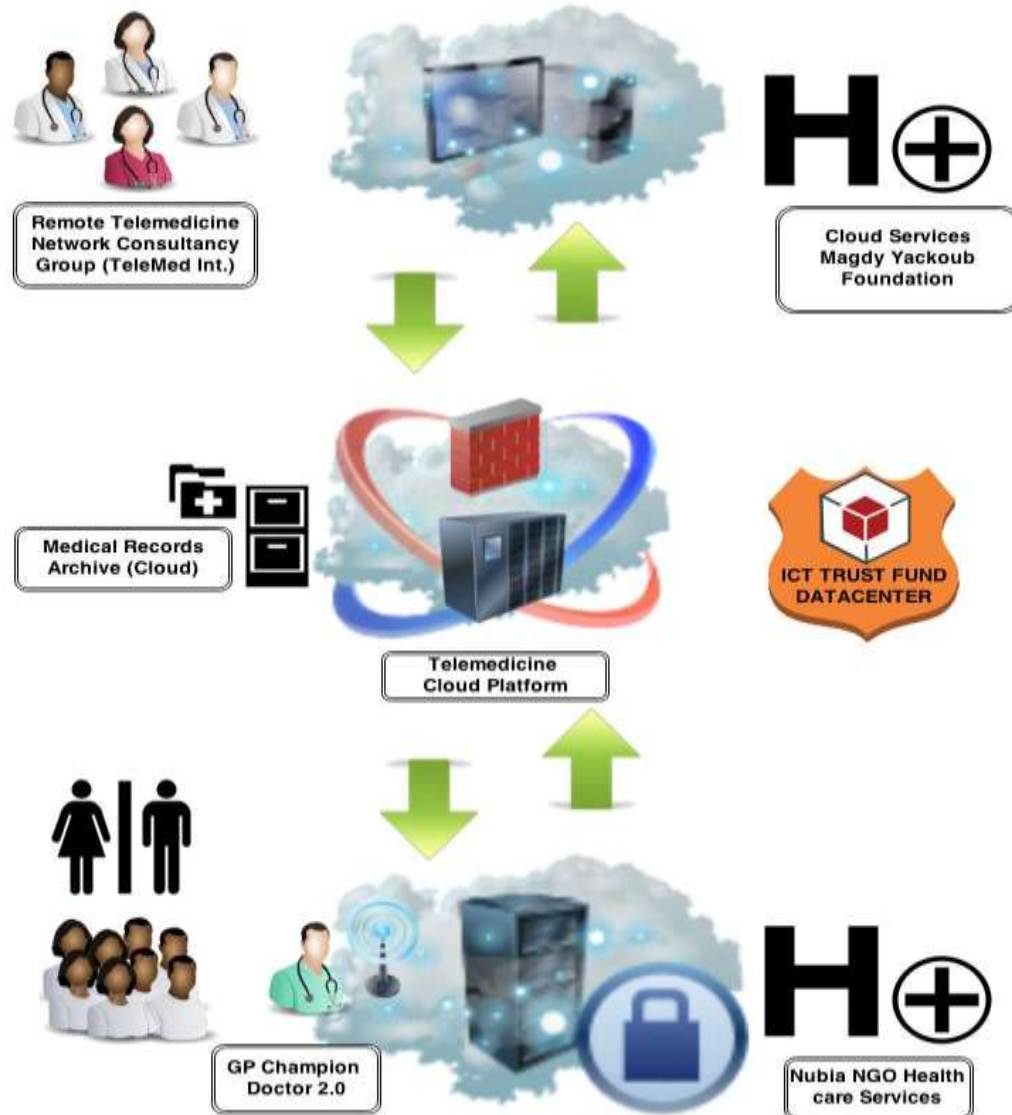 Remote Telemedicine
Network Consultancy
Group (TeleMed Int.)
Cloud Services
Magdy Yackoub
Foundation
Medical Records
Archive (Cloud)
ICT TRUST FUND
DATACENTER
Telemedicine
Cloud Platform
GP Champion
Doctor 2.0
Nubia NGO Health
care Services